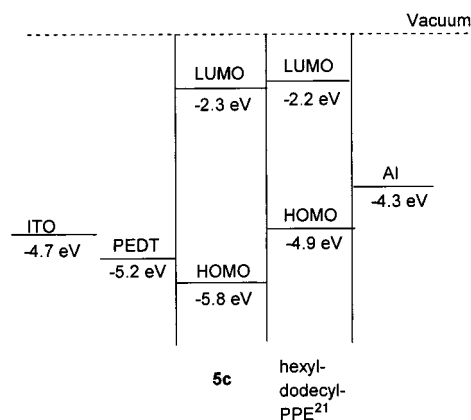 Vacuum
LUMO
-2.3 eV
LUMO
-2.2 eV
Al
-4.3 eV
ITO
-4.7 eV
PEDT
-5.2 eV
HOMO
-5.8 eV
HOMO
-4.9 eV
5c
hexyl-
dodecyl-
PPE21